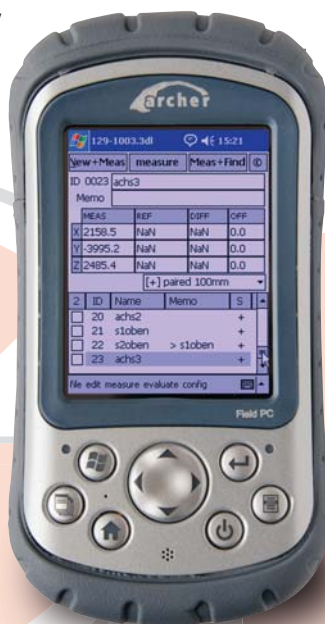 archer
129-1003.3dl 15:21
New+Meas measure Meas+Find ©
ID 0023 achs3
Memo
MEAS REF DIFF OFF
X 2158.5 NaN NaN 0.0
Y -3995.2 NaN NaN 0.0
Z 2485.4 NaN NaN 0.0
[+] paired 100mm
2 ID Name Memo S
20 achs2 +
21 s1oben +
22 s2oben > s1oben +
23 achs3 +
file edit measure evaluate config
Field PC